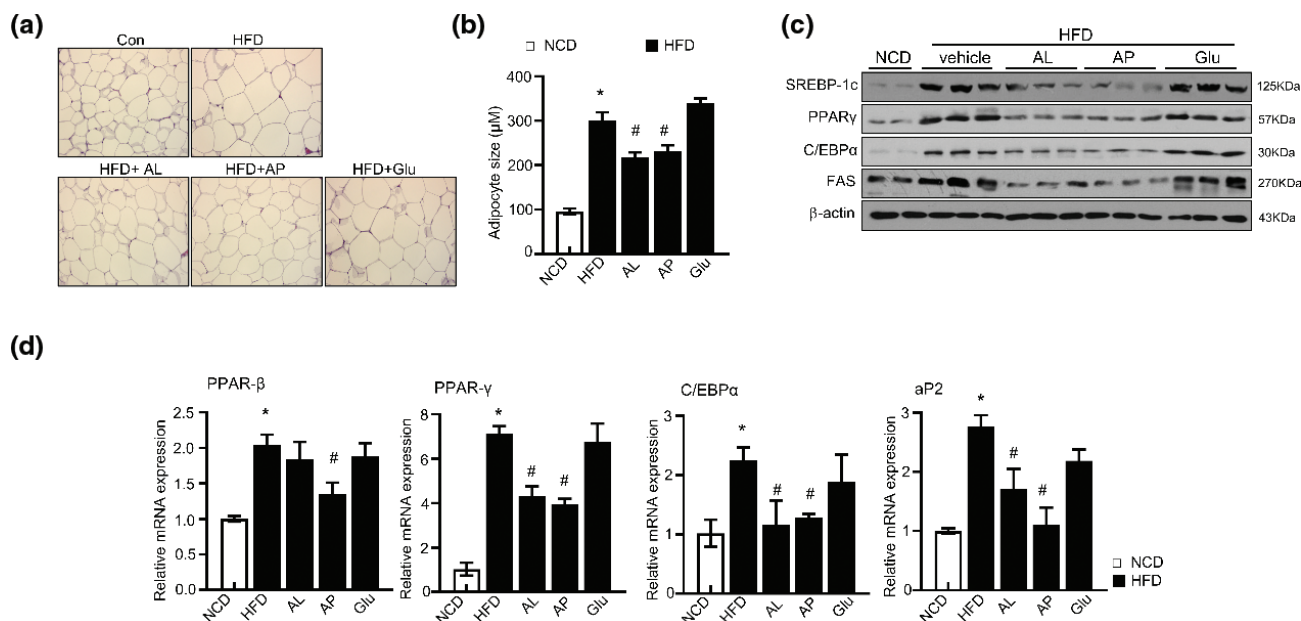 (a)
Con HFD
HFD+ AL HFD+AP HFD+Glu
(b)
NCD HFD
Adipocyte size (µM)
400
300
200
100
0
* # #
NCD HFD AL AP Glu
(c)
HFD
NCD vehicle AL AP Glu
SREBP-1c 125KDa
PPARγ 57KDa
C/EBPα 30KDa
FAS 270KDa
β-actin 43KDa
(d)
PPAR-β
Relative mRNA expression
2.5
2.0
1.5
1.0
0.5
0.0
* #
NCD HFD AL AP Glu
PPAR-γ
Relative mRNA expression
8
6
4
2
0
* # #
NCD HFD AL AP Glu
C/EBPα
Relative mRNA expression
3
2
1
0
* # #
NCD HFD AL AP Glu
aP2
Relative mRNA expression
3
2
1
0
* # #
NCD HFD AL AP Glu
NCD
HFD